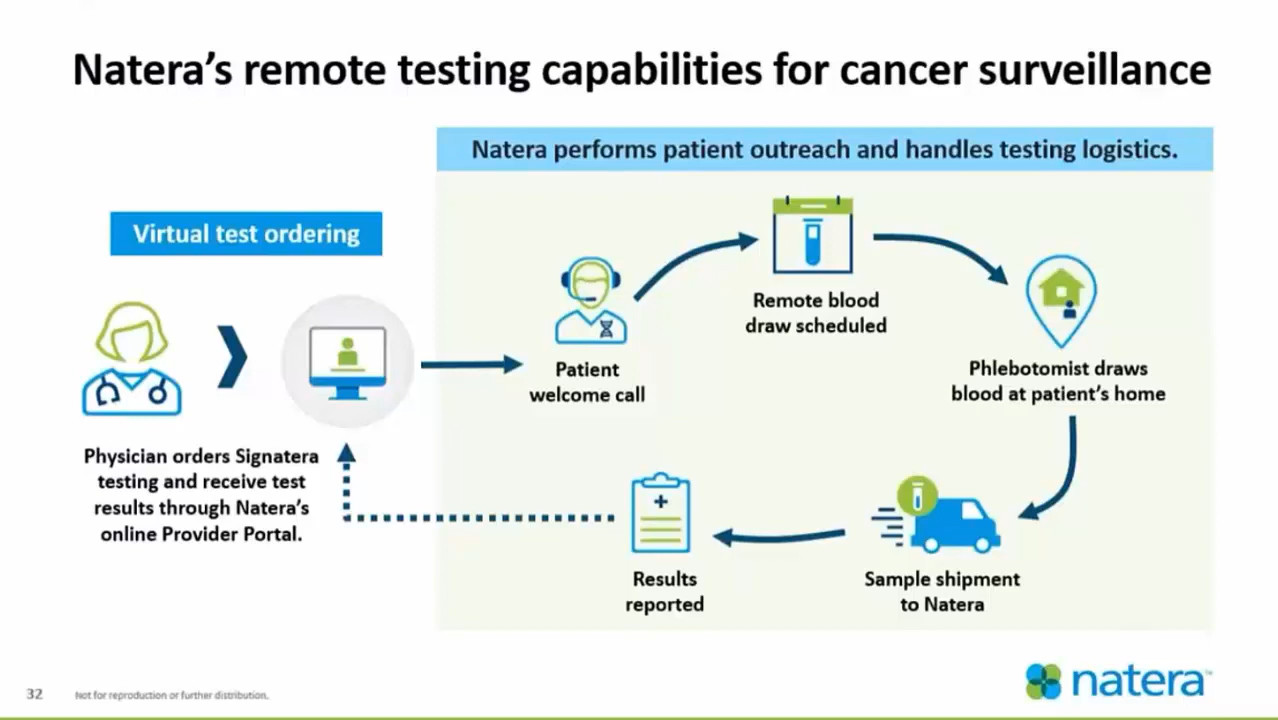 Natera's remote testing capabilities for cancer surveillance
Natera performs patient outreach and handles testing logistics.
Virtual test ordering
Physician orders Signatera
testing and receive test
results through Natera's
online Provider Portal.
Patient
welcome call
Remote blood
draw scheduled
Phlebotomist draws
blood at patient's home
Sample shipment
to Natera
Results
reported
32
Not for reproduction or further distribution.
natera™